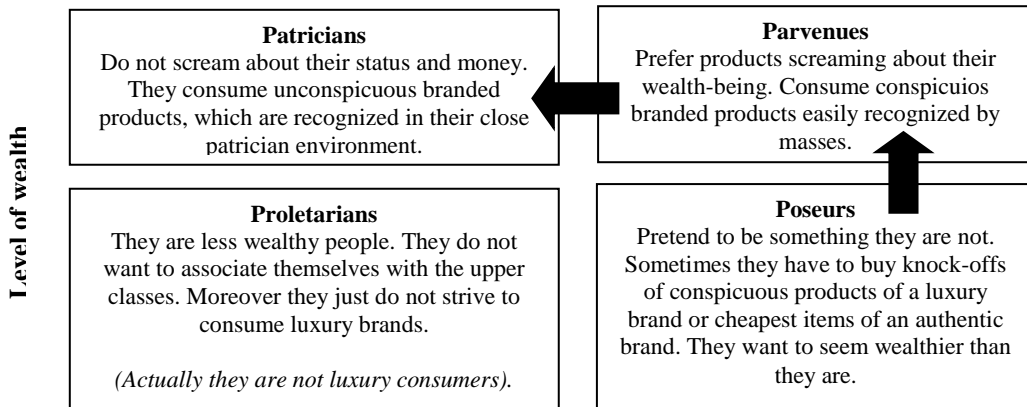 Level of wealth
Patricians
Do not scream about their status and money.
They consume unconspicuous branded
products, which are recognized in their close
patrician environment.
Parvenues
Prefer products screaming about their
wealth-being. Consume conspicuios
branded products easily recognized by
masses.
Proletarians
They are less wealthy people. They do not
want to associate themselves with the upper
classes. Moreover they just do not strive to
consume luxury brands.
(Actually they are not luxury consumers).
Poseurs
Pretend to be something they are not.
Sometimes they have to buy knock-offs
of conspicuous products of a luxury
brand or cheapest items of an authentic
brand. They want to seem wealthier than
they are.